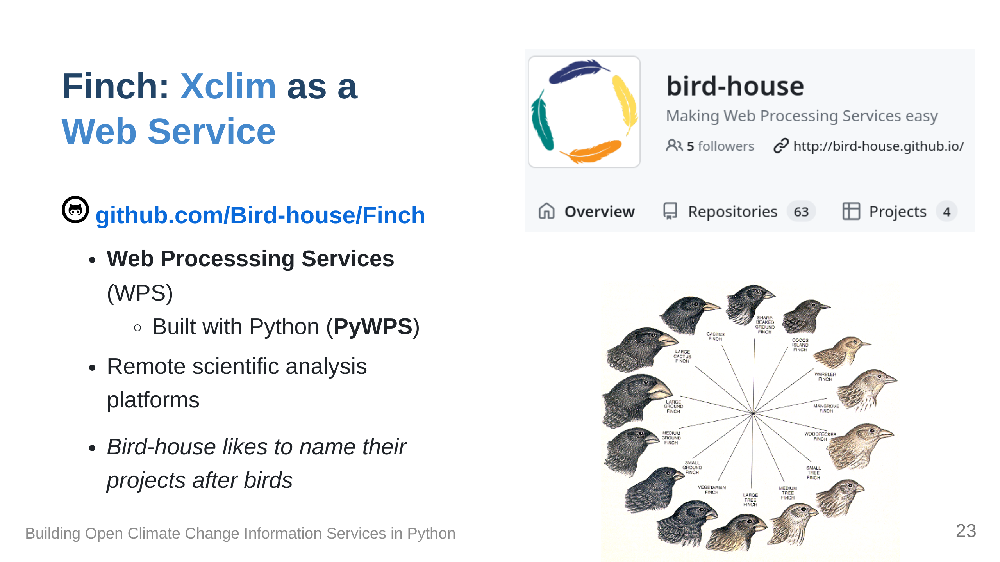 Finch: Xclim as a
Web Service
github.com/Bird-house/Finch
Web Processsing Services
(WPS)
Built with Python (PyWPS)
Remote scientific analysis
platforms
Bird-house likes to name their
projects after birds
bird-house
Making Web Processing Services easy
5 followers http://bird-house.github.io/
Overview Repositories 63 Projects 4
SHARP-
BEAKED
GROUND
FINCH
COCOS
ISLAND
FINCH
WARBLER
FINCH
MANGROVE
FINCH
WOODPECKER
FINCH
SMALL
TREE
FINCH
MEDIUM
TREE
FINCH
LARGE
TREE
FINCH
VEGETARIAN
FINCH
SMALL
GROUND
FINCH
MEDIUM
GROUND
FINCH
LARGE
GROUND
FINCH
LARGE
CACTUS
FINCH
CACTUS
FINCH
Building Open Climate Change Information Services in Python
23